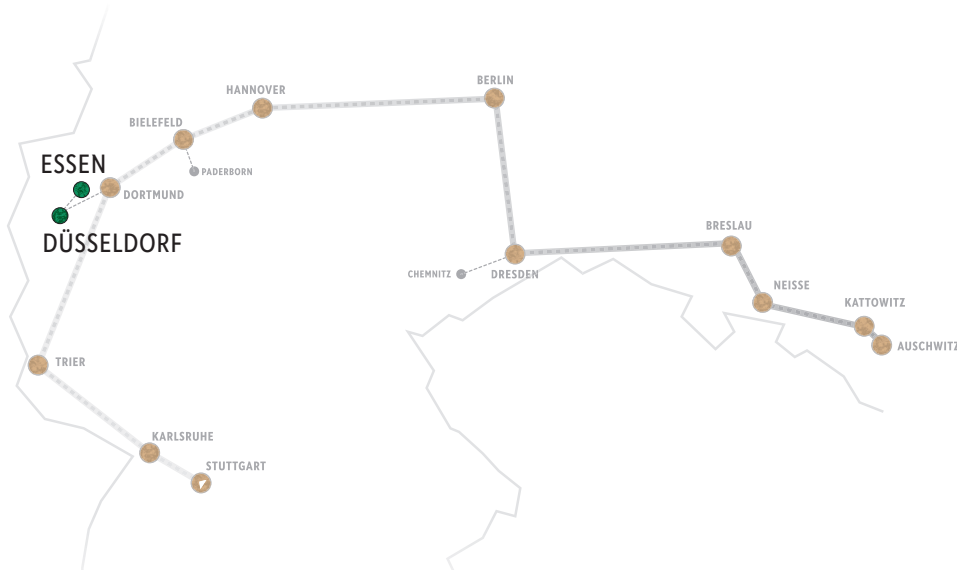 BERLIN
HANNOVER
BIELEFELD
ESSEN
PADERBORN
DORTMUND
DÜSSELDORF
BRESLAU
CHEMNITZ
DRESDEN
NEISSE
KATTOWITZ
AUSCHWITZ
TRIER
KARLSRUHE
STUTTGART